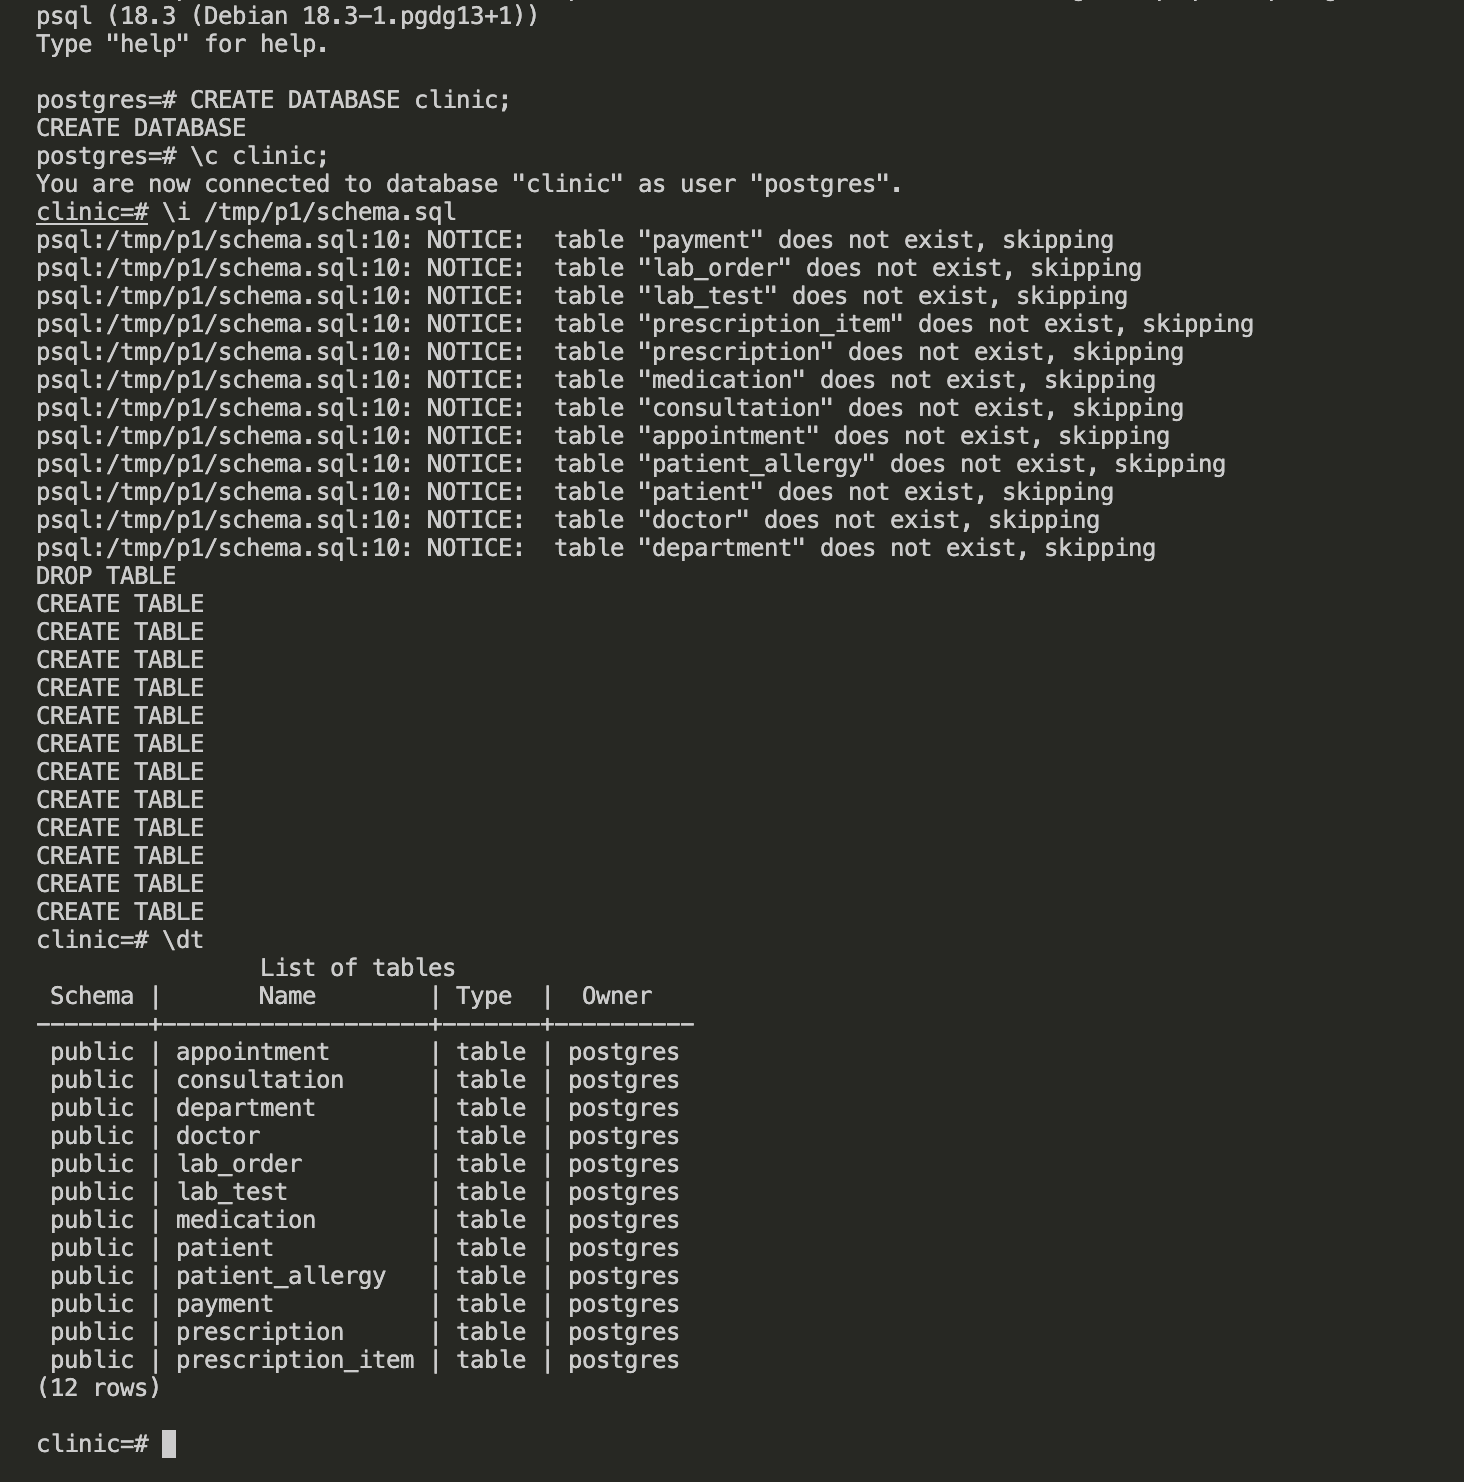 psql (18.3 (Debian 18.3-1.pgdg13+1))
Type "help" for help.
postgres=# CREATE DATABASE clinic;
CREATE DATABASE
postgres=# \c clinic;
You are now connected to database "clinic" as user "postgres".
clinic=# \i /tmp/p1/schema.sql
psql:/tmp/p1/schema.sql:10: NOTICE:  table "payment" does not exist, skipping
psql:/tmp/p1/schema.sql:10: NOTICE:  table "lab_order" does not exist, skipping
psql:/tmp/p1/schema.sql:10: NOTICE:  table "lab_test" does not exist, skipping
psql:/tmp/p1/schema.sql:10: NOTICE:  table "prescription_item" does not exist, skipping
psql:/tmp/p1/schema.sql:10: NOTICE:  table "prescription" does not exist, skipping
psql:/tmp/p1/schema.sql:10: NOTICE:  table "medication" does not exist, skipping
psql:/tmp/p1/schema.sql:10: NOTICE:  table "consultation" does not exist, skipping
psql:/tmp/p1/schema.sql:10: NOTICE:  table "appointment" does not exist, skipping
psql:/tmp/p1/schema.sql:10: NOTICE:  table "patient_allergy" does not exist, skipping
psql:/tmp/p1/schema.sql:10: NOTICE:  table "patient" does not exist, skipping
psql:/tmp/p1/schema.sql:10: NOTICE:  table "doctor" does not exist, skipping
psql:/tmp/p1/schema.sql:10: NOTICE:  table "department" does not exist, skipping
DROP TABLE
CREATE TABLE
CREATE TABLE
CREATE TABLE
CREATE TABLE
CREATE TABLE
CREATE TABLE
CREATE TABLE
CREATE TABLE
CREATE TABLE
CREATE TABLE
CREATE TABLE
CREATE TABLE
clinic=# \dt
                List of tables
 Schema |       Name        | Type  |  Owner
--------+-------------------+-------+----------
 public | appointment       | table | postgres
 public | consultation      | table | postgres
 public | department        | table | postgres
 public | doctor            | table | postgres
 public | lab_order         | table | postgres
 public | lab_test          | table | postgres
 public | medication        | table | postgres
 public | patient           | table | postgres
 public | patient_allergy   | table | postgres
 public | payment           | table | postgres
 public | prescription      | table | postgres
 public | prescription_item | table | postgres
(12 rows)
clinic=#